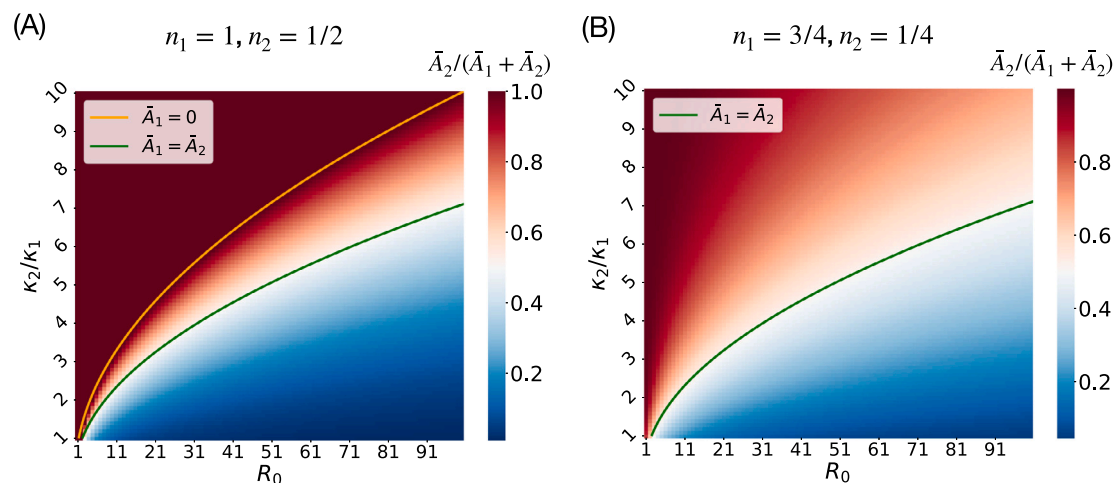 (A)
n₁ = 1, n₂ = 1/2
Ā₂/(Ā₁ + Ā₂)
Ā₁ = 0
Ā₁ = Ā₂
κ₂/κ₁
10
9
8
7
6
5
4
3
2
1
1 11 21 31 41 51 61 71 81 91
R₀
1.0
0.8
0.6
0.4
0.2
(B)
n₁ = 3/4, n₂ = 1/4
Ā₂/(Ā₁ + Ā₂)
Ā₁ = Ā₂
κ₂/κ₁
10
9
8
7
6
5
4
3
2
1
1 11 21 31 41 51 61 71 81 91
R₀
0.8
0.6
0.4
0.2